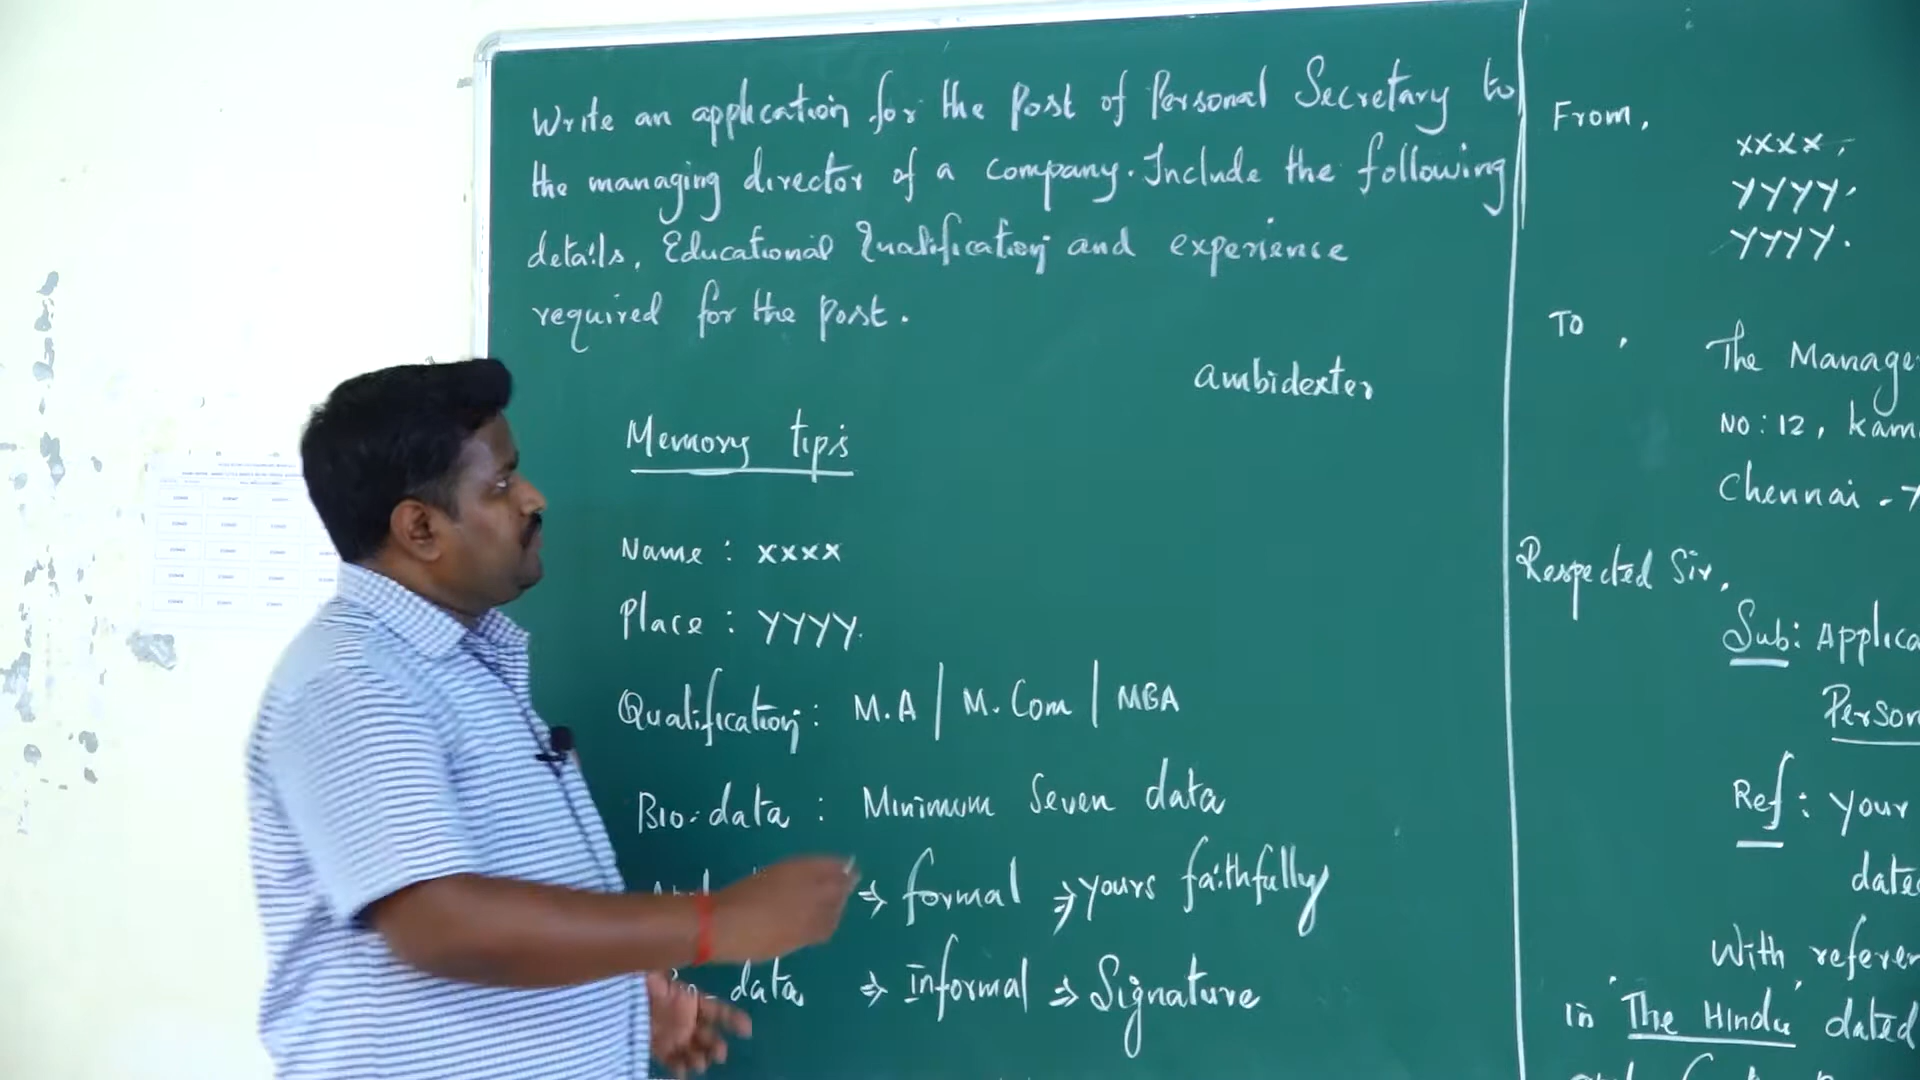 Write an application for the Post of Personal Secretary to
the managing director of a company. Include the following
details, Educational Qualification and experience
required for the post.
ambidexter
Memory tips
Name : xxxx
Place : yyyy.
Qualification : M.A | M.Com | MBA
Bio-data : Minimum Seven data
⇒ formal ⇒ yours faithfully
data ⇒ Informal ⇒ Signature
From,
xxxx,
yyyy,
yyyy.
To,
The Manage
No: 12, kam
Chennai - 7
Respected Sir,
Sub: Applica
Person
Ref: your
dated
With referen
in 'The Hindu' dated